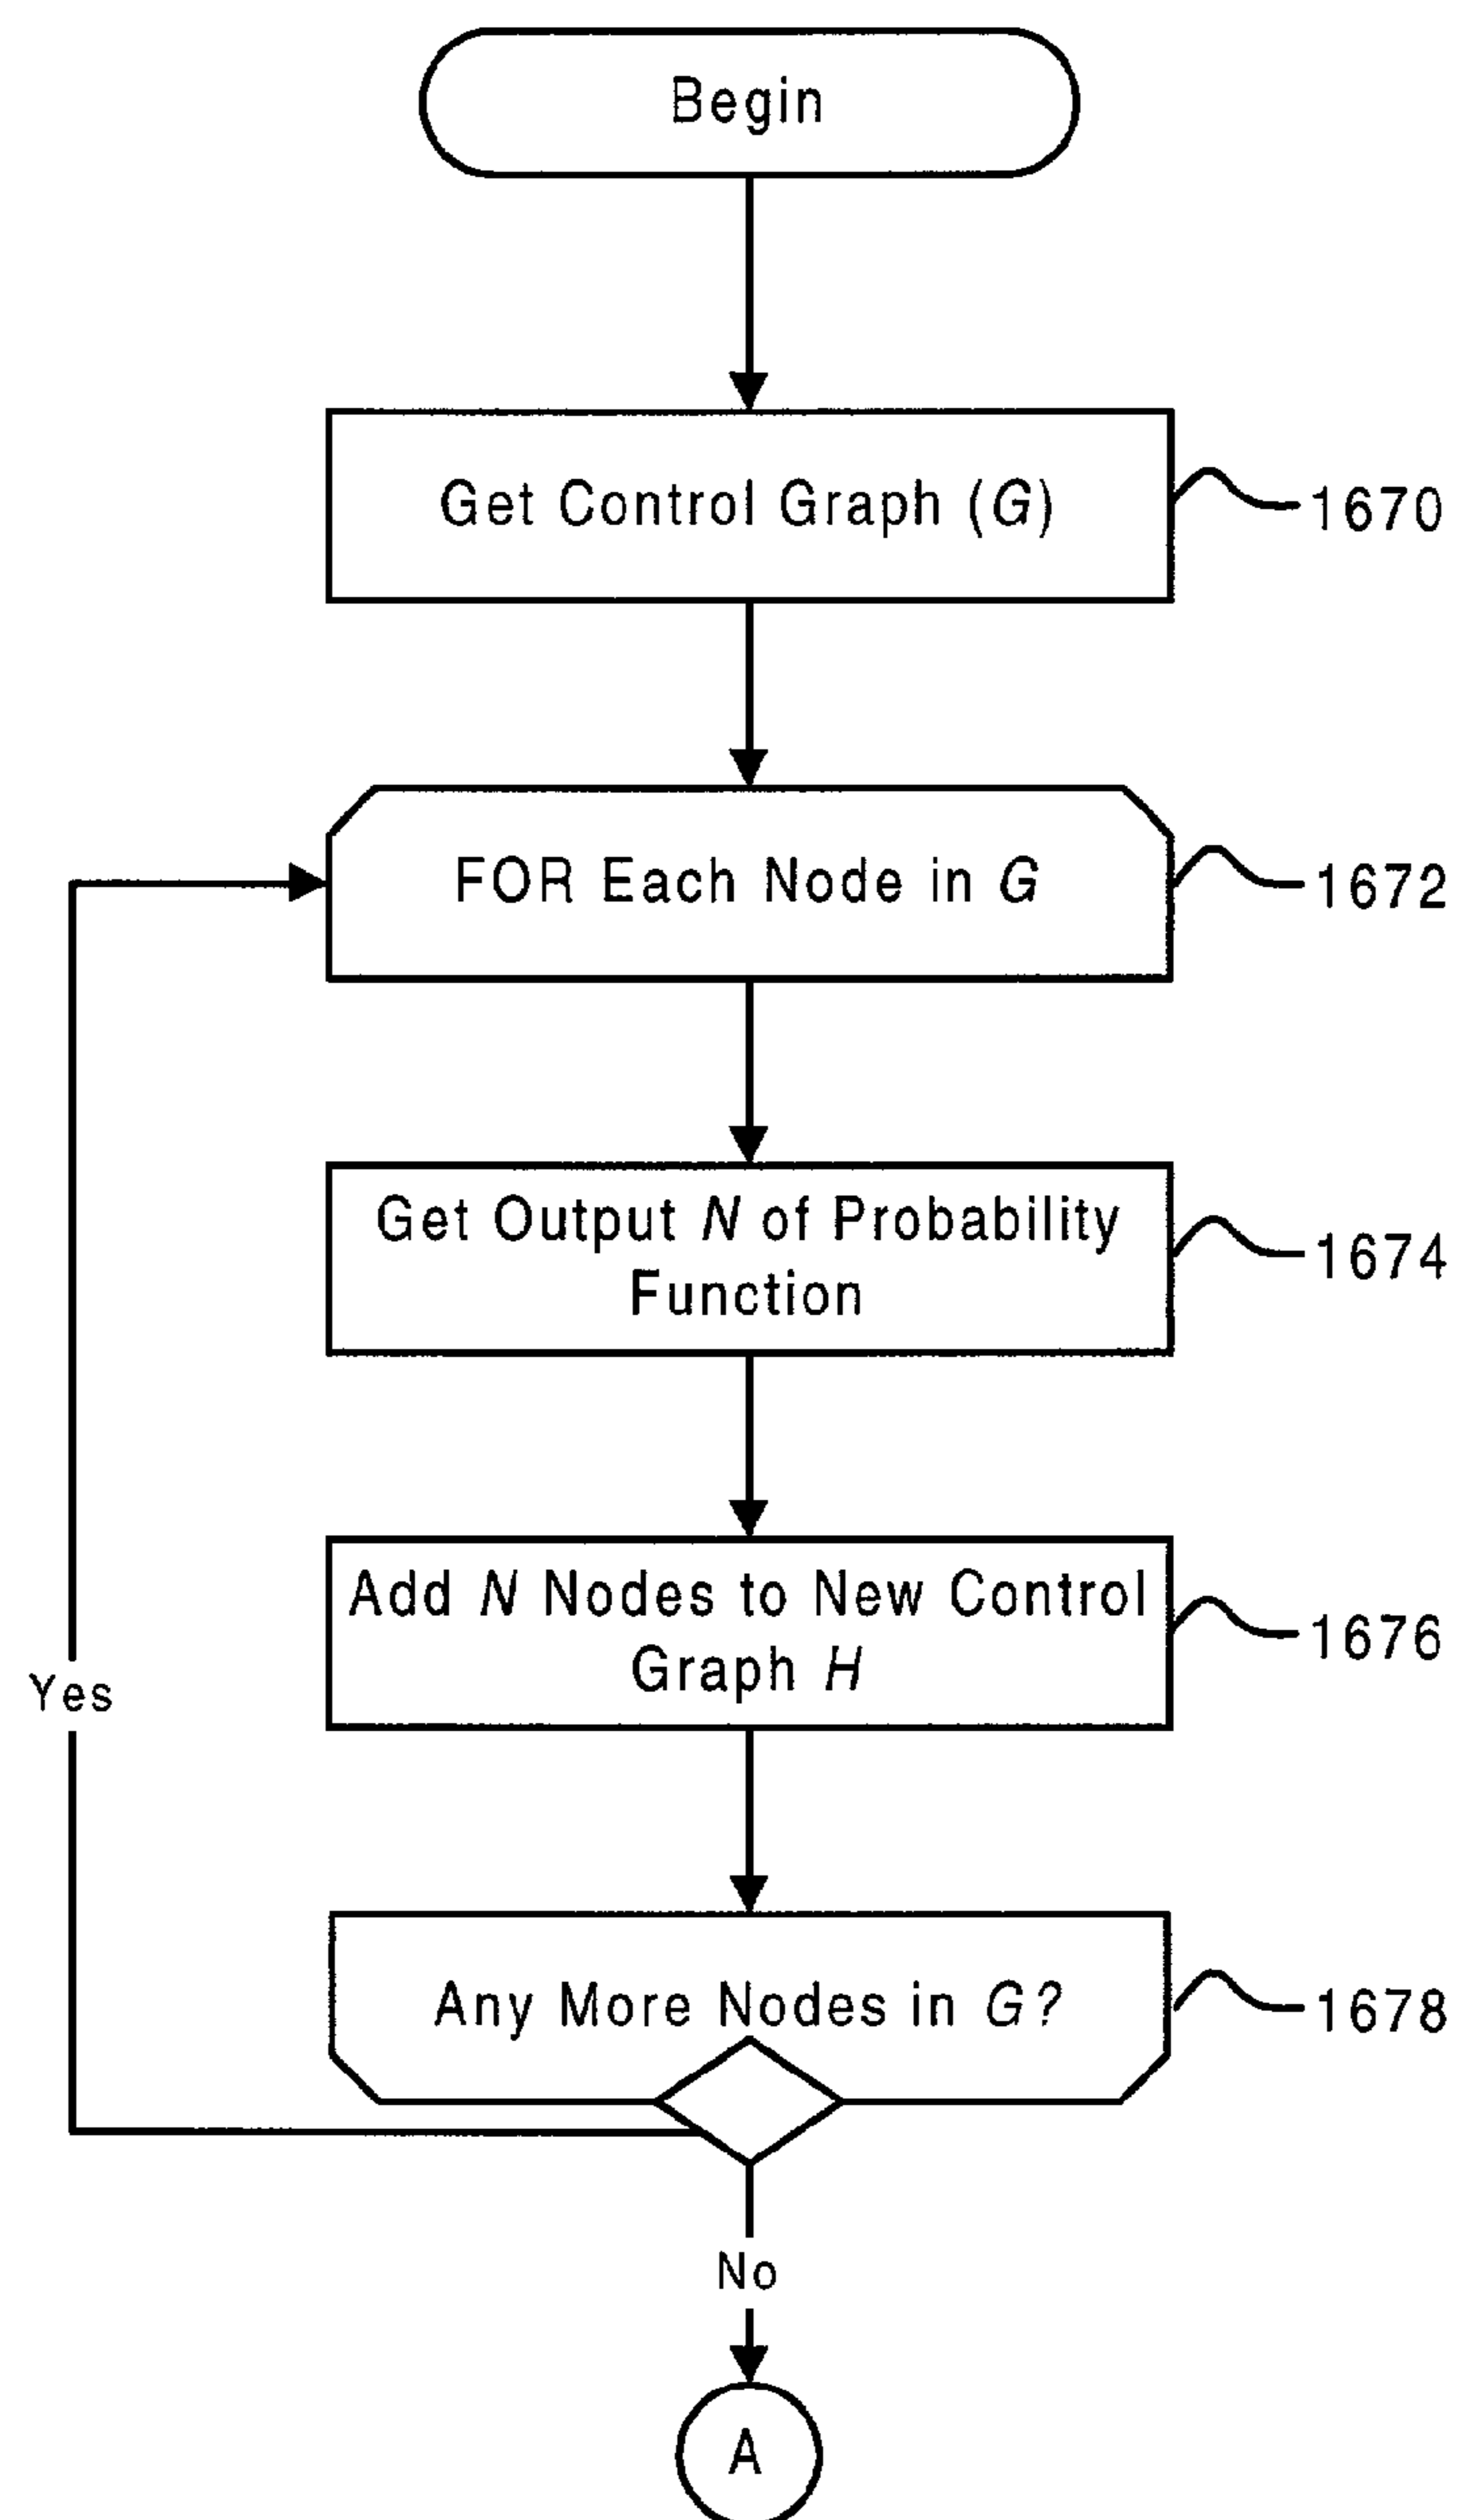 Begin
Get Control Graph (G)
1670
FOR Each Node in G
1672
Get Output N of Probability
Function
1674
Add N Nodes to New Control
Graph H
1676
Yes
Any More Nodes in G?
1678
No
A